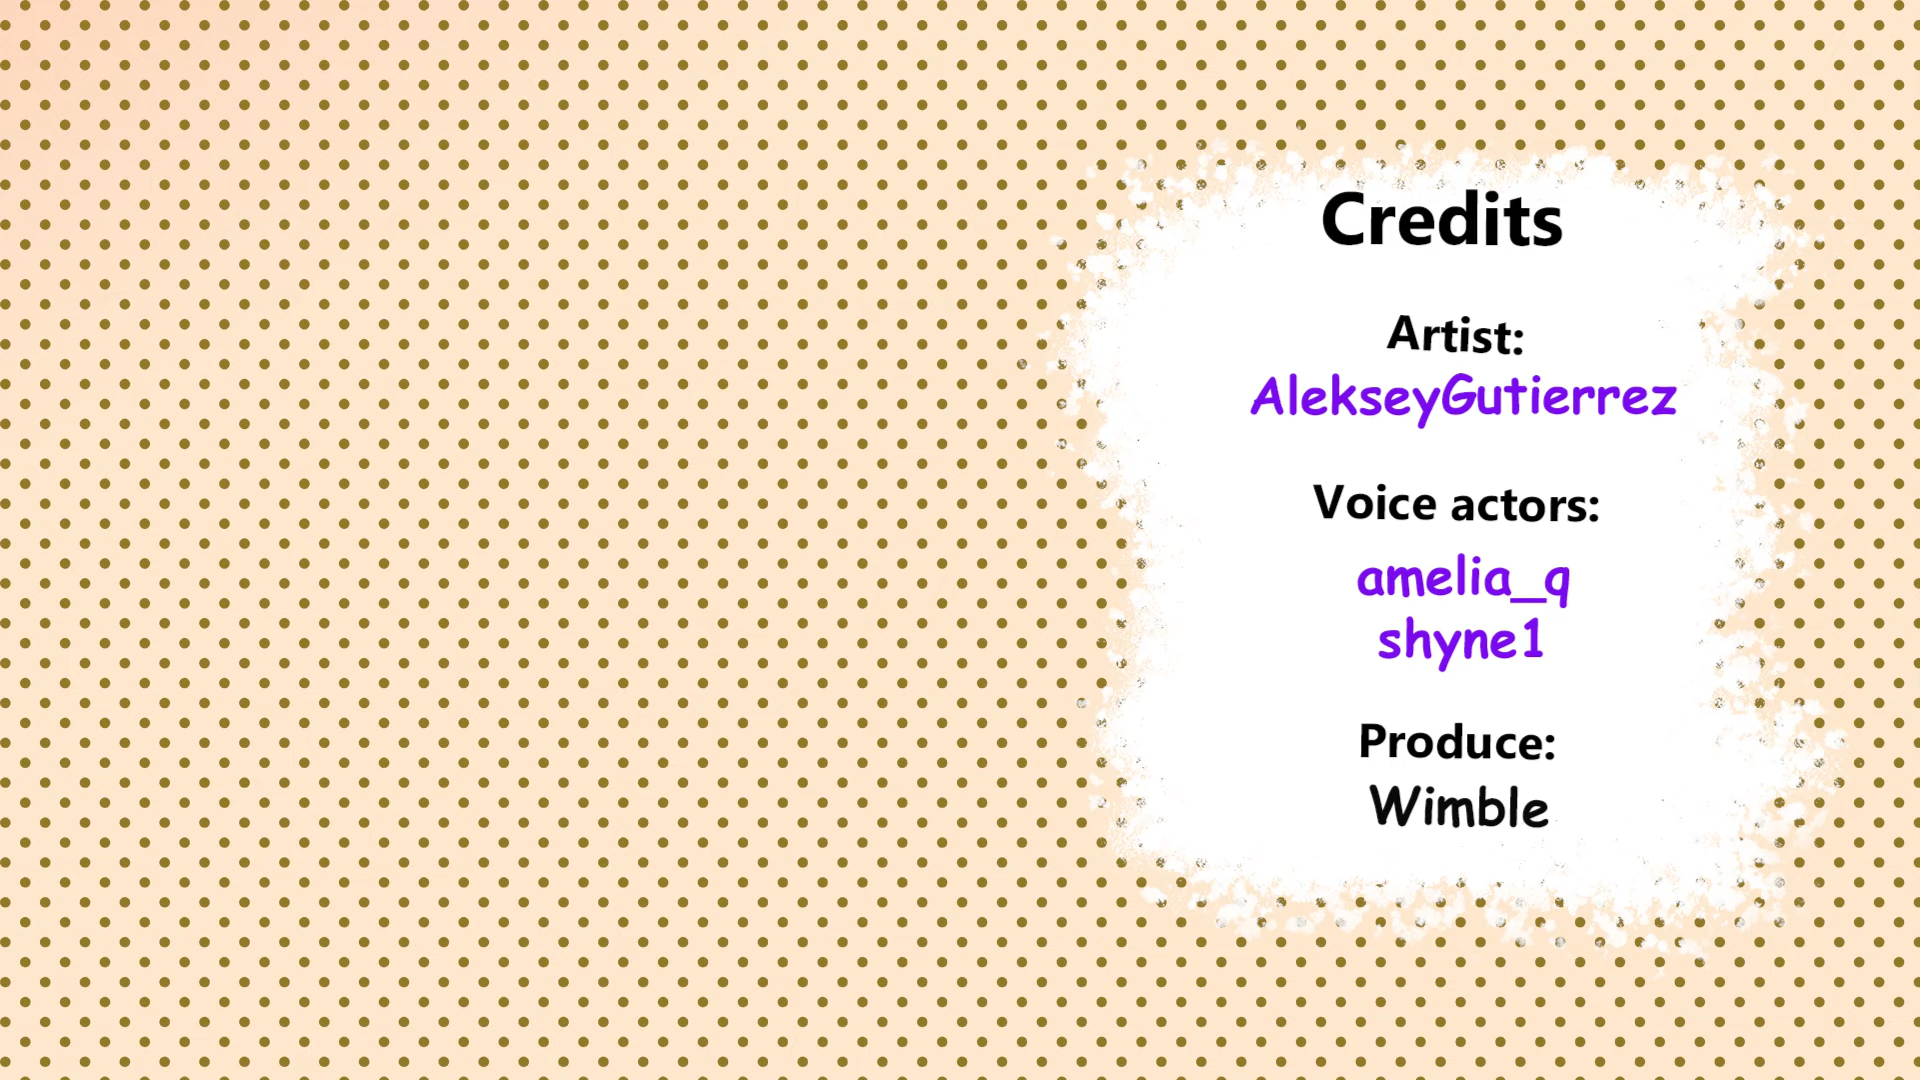 Credits
Artist:
AlekseyGutierrez
Voice actors:
amelia_q
shyne1
Produce:
Wimble